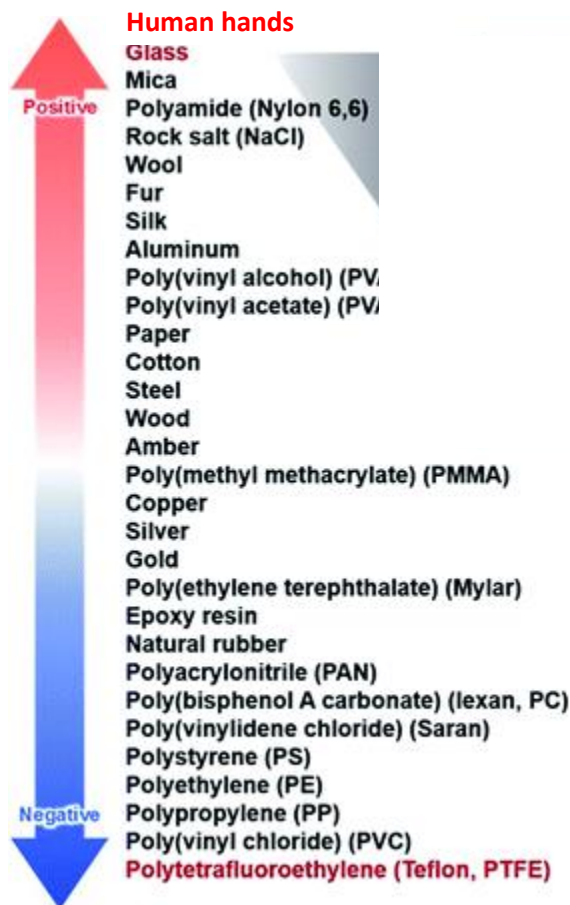 Human hands
Glass
Mica
Positive
Polyamide (Nylon 6,6)
Rock salt (NaCl)
Wool
Fur
Silk
Aluminum
Poly(vinyl alcohol) (PV
Poly(vinyl acetate) (PV
Paper
Cotton
Steel
Wood
Amber
Poly(methyl methacrylate) (PMMA)
Copper
Silver
Gold
Poly(ethylene terephthalate) (Mylar)
Epoxy resin
Natural rubber
Polyacrylonitrile (PAN)
Poly(bisphenol A carbonate) (lexan, PC)
Poly(vinylidene chloride) (Saran)
Polystyrene (PS)
Polyethylene (PE)
Negative
Polypropylene (PP)
Poly(vinyl chloride) (PVC)
Polytetrafluoroethylene (Teflon, PTFE)